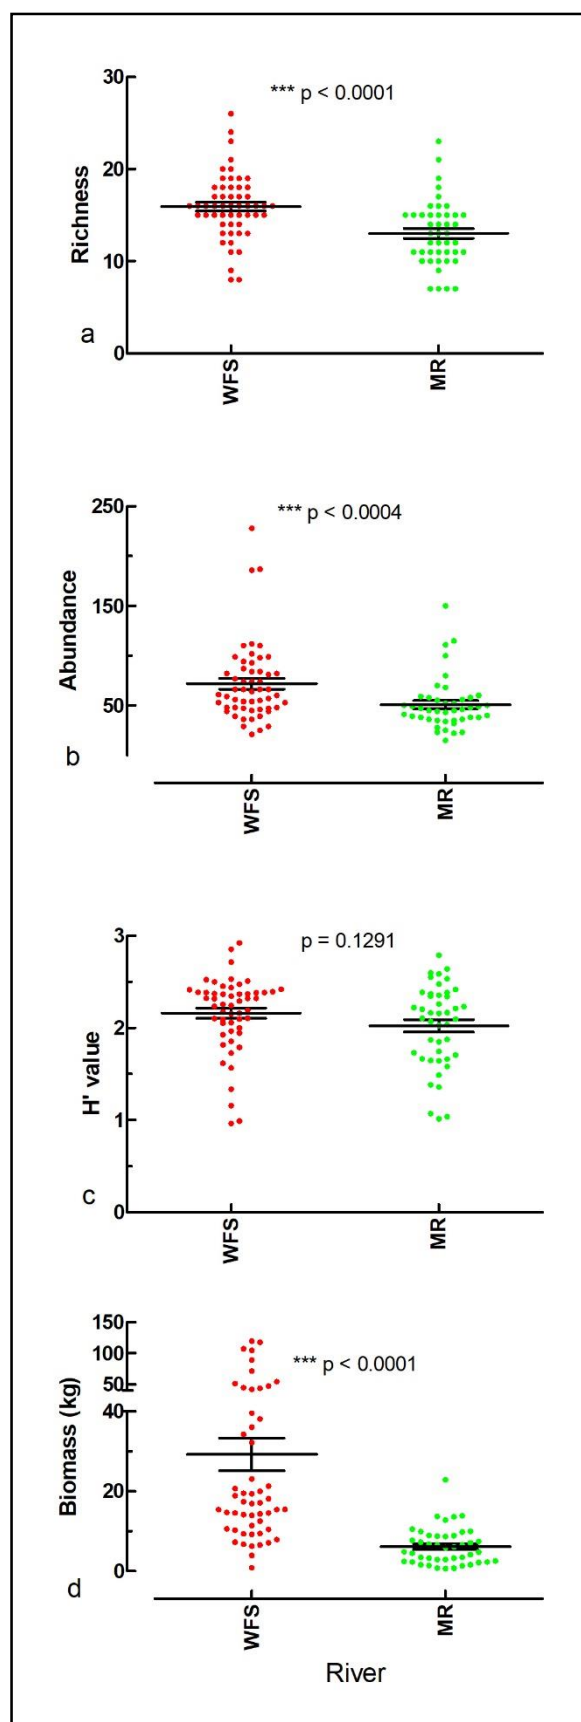 30
*** p < 0.0001
20
Richness
10
a
0
WFS
MR
250
*** p < 0.0004
150
Abundance
50
b
WFS
MR
3
p = 0.1291
2
H' value
1
c
0
WFS
MR
150
100
*** p < 0.0001
50
40
Biomass (kg)
20
0
d
WFS
MR
River